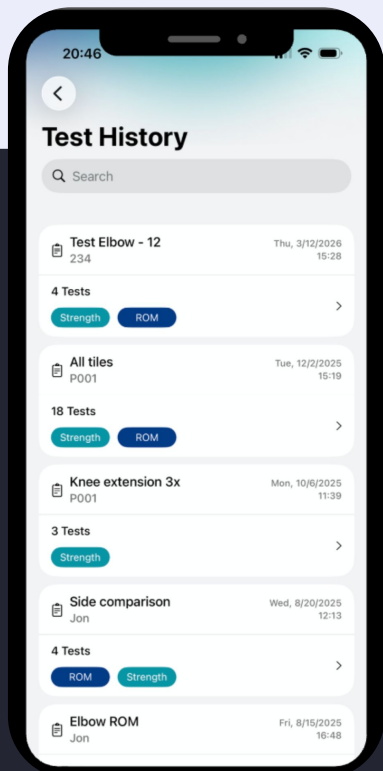 20:46
Test History
Search
Test Elbow - 12
Thu, 3/12/2026
234
15:28
4 Tests
Strength ROM
All tiles
Tue, 12/2/2025
P001
15:19
18 Tests
Strength ROM
Knee extension 3x
Mon, 10/6/2025
P001
11:39
3 Tests
Strength
Side comparison
Wed, 8/20/2025
Jon
12:13
4 Tests
ROM Strength
Elbow ROM
Fri, 8/15/2025
Jon
16:48